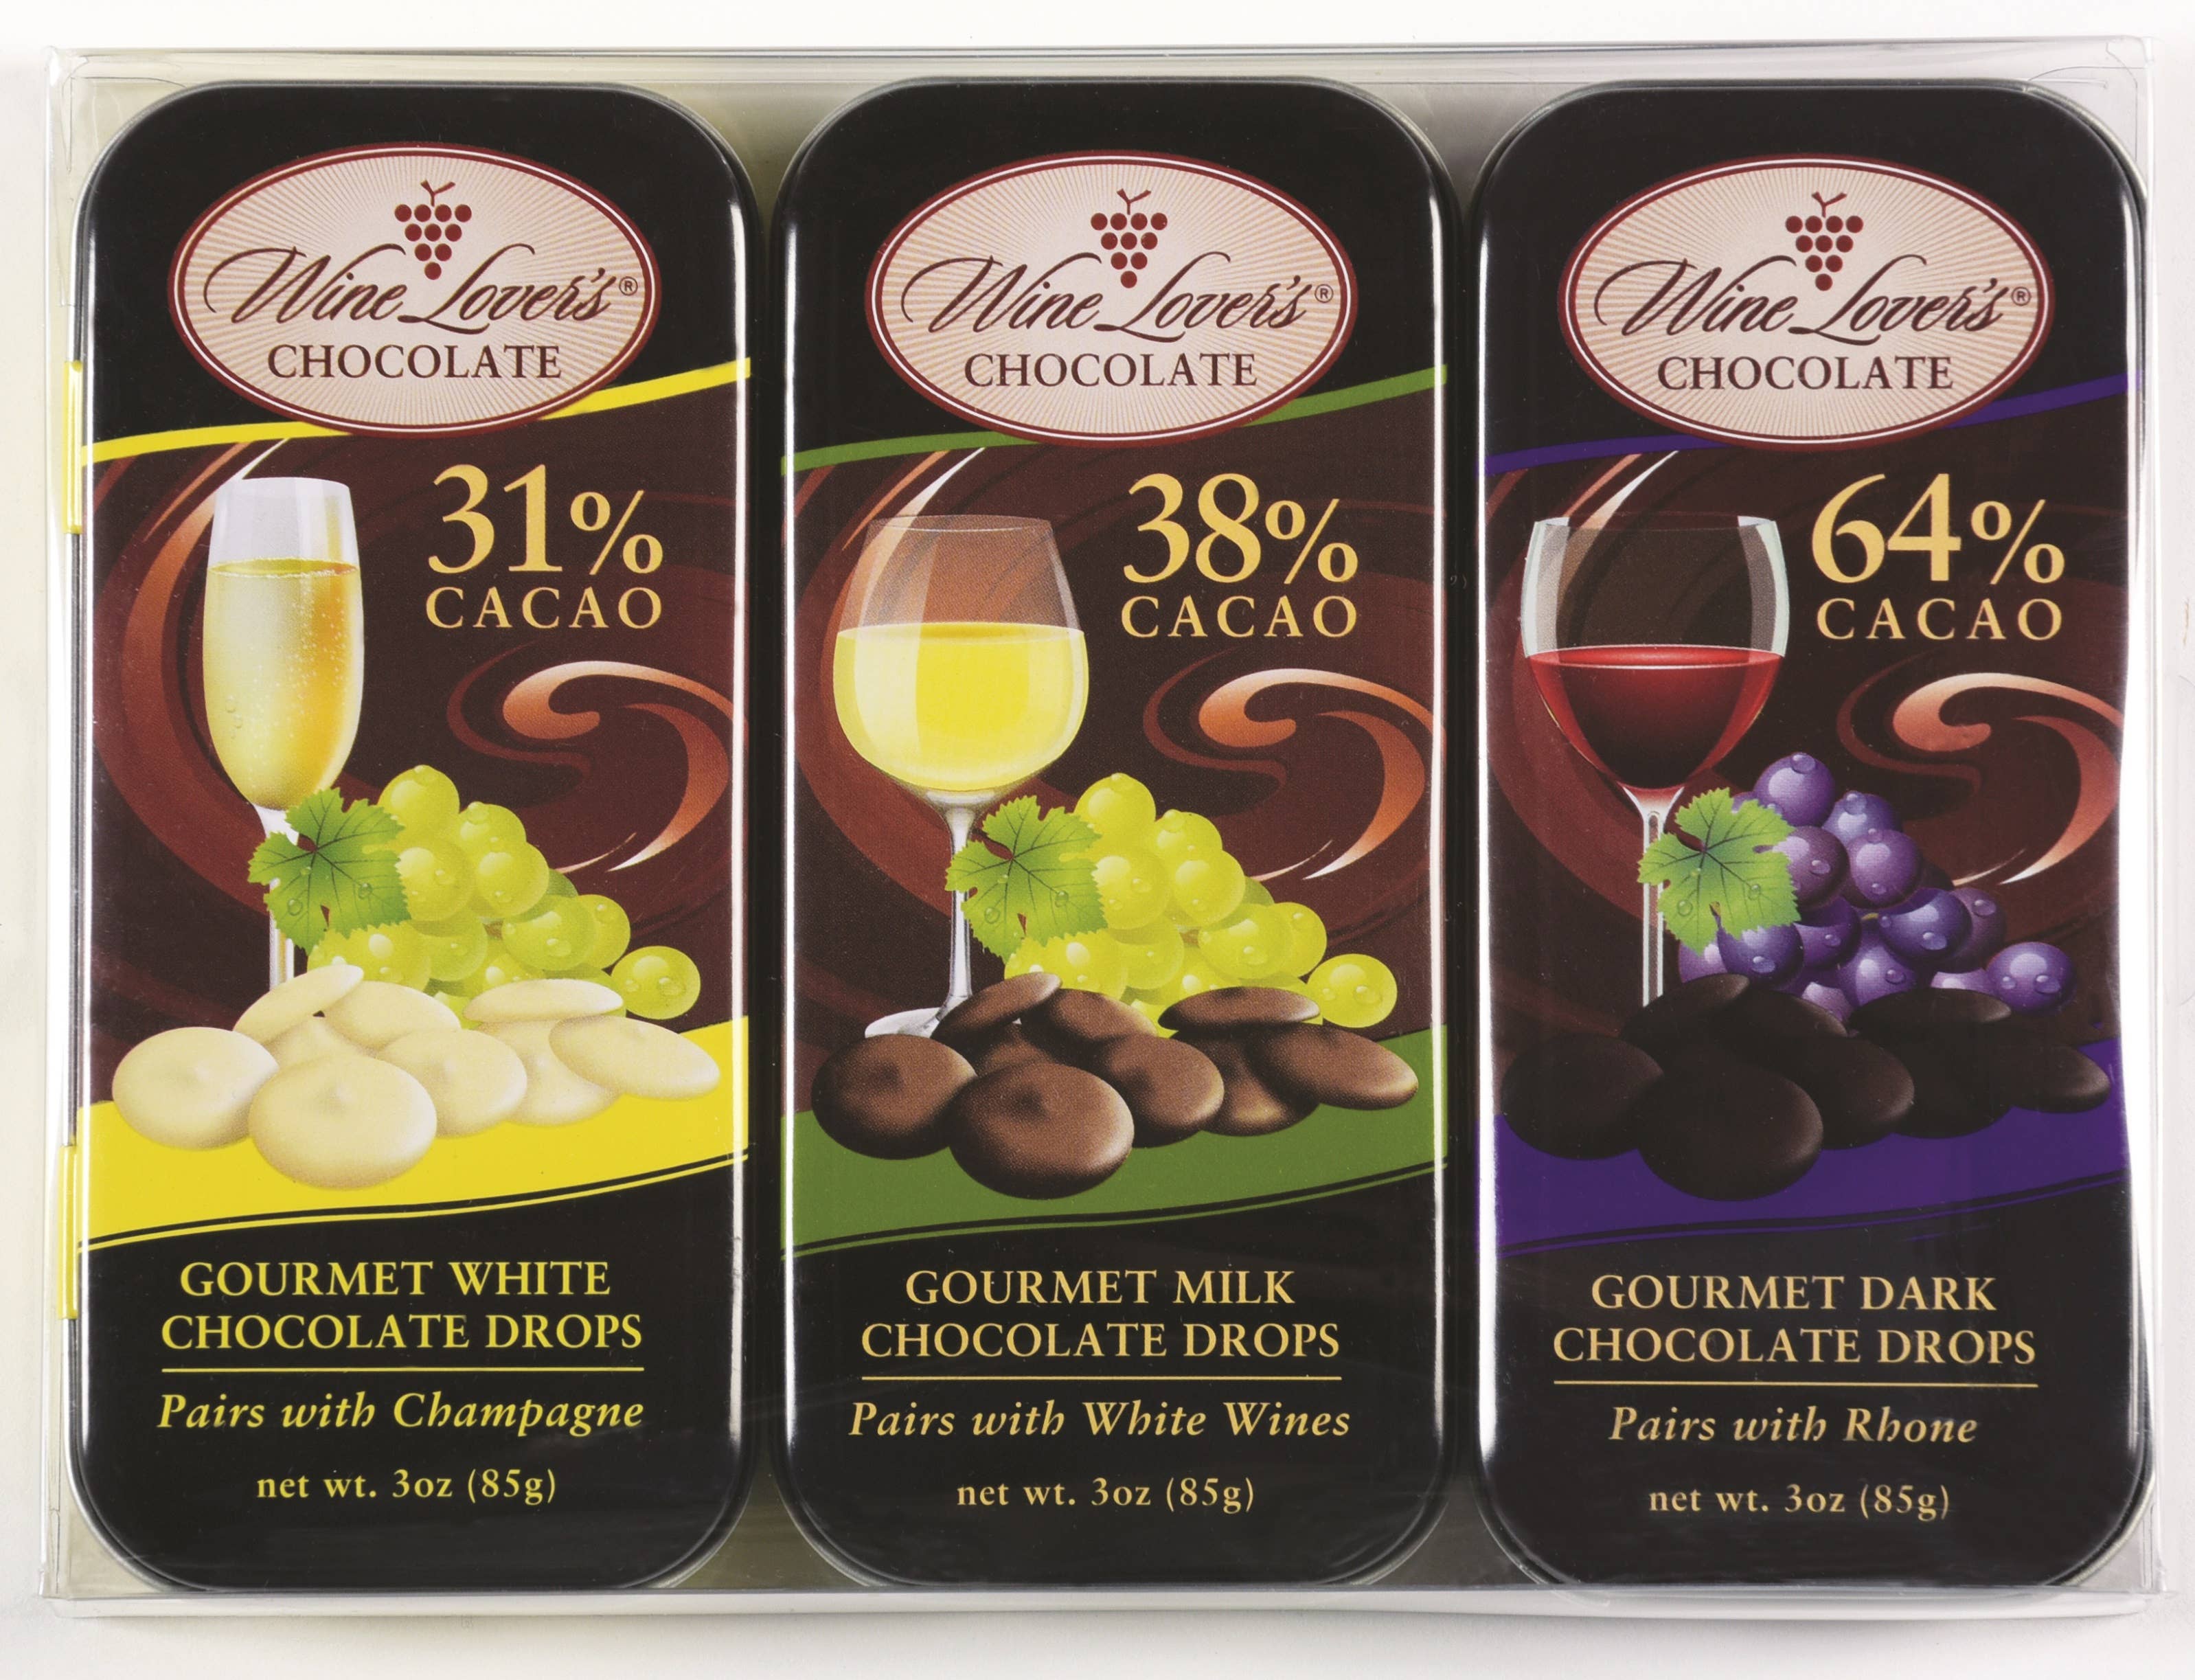 Wine Lover's®
CHOCOLATE
31%
CACAO
GOURMET WHITE
CHOCOLATE DROPS
Pairs with Champagne
net wt. 3oz (85g)
Wine Lover's®
CHOCOLATE
38%
CACAO
GOURMET MILK
CHOCOLATE DROPS
Pairs with White Wines
net wt. 3oz (85g)
Wine Lover's®
CHOCOLATE
64%
CACAO
GOURMET DARK
CHOCOLATE DROPS
Pairs with Rhone
net wt. 3oz (85g)